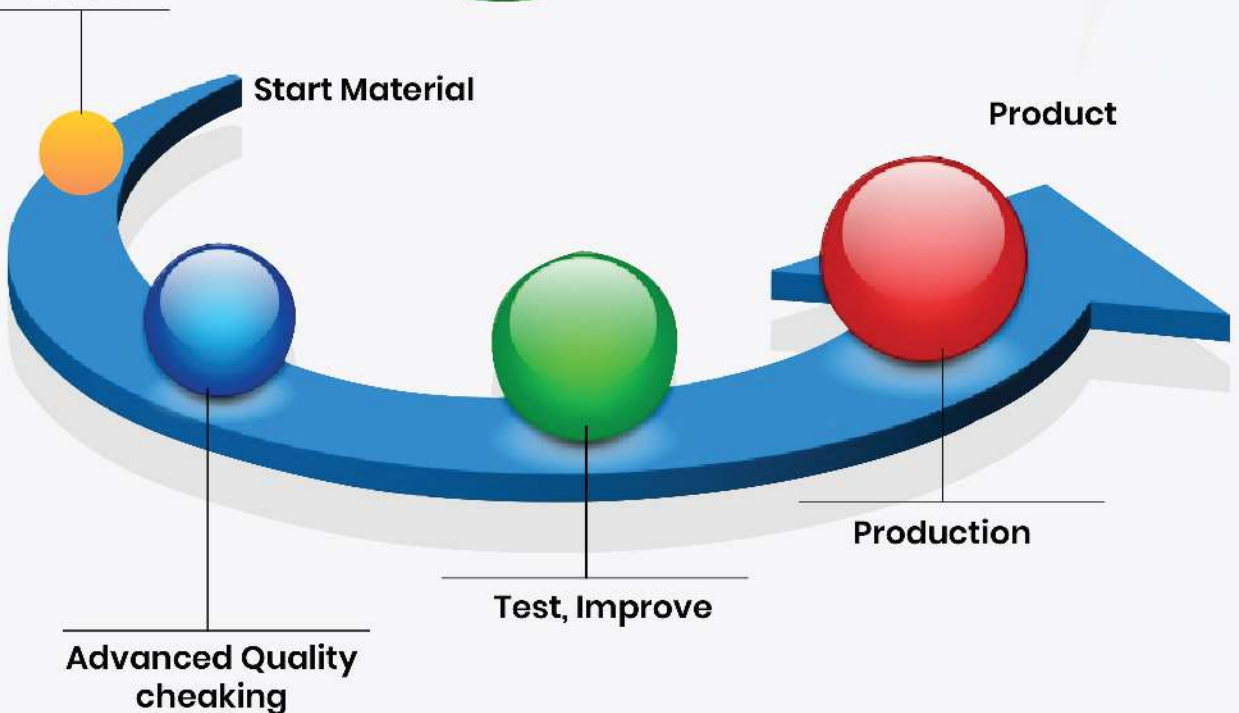 Start Material
Product
Production
Test, Improve
Advanced Quality
cheaking